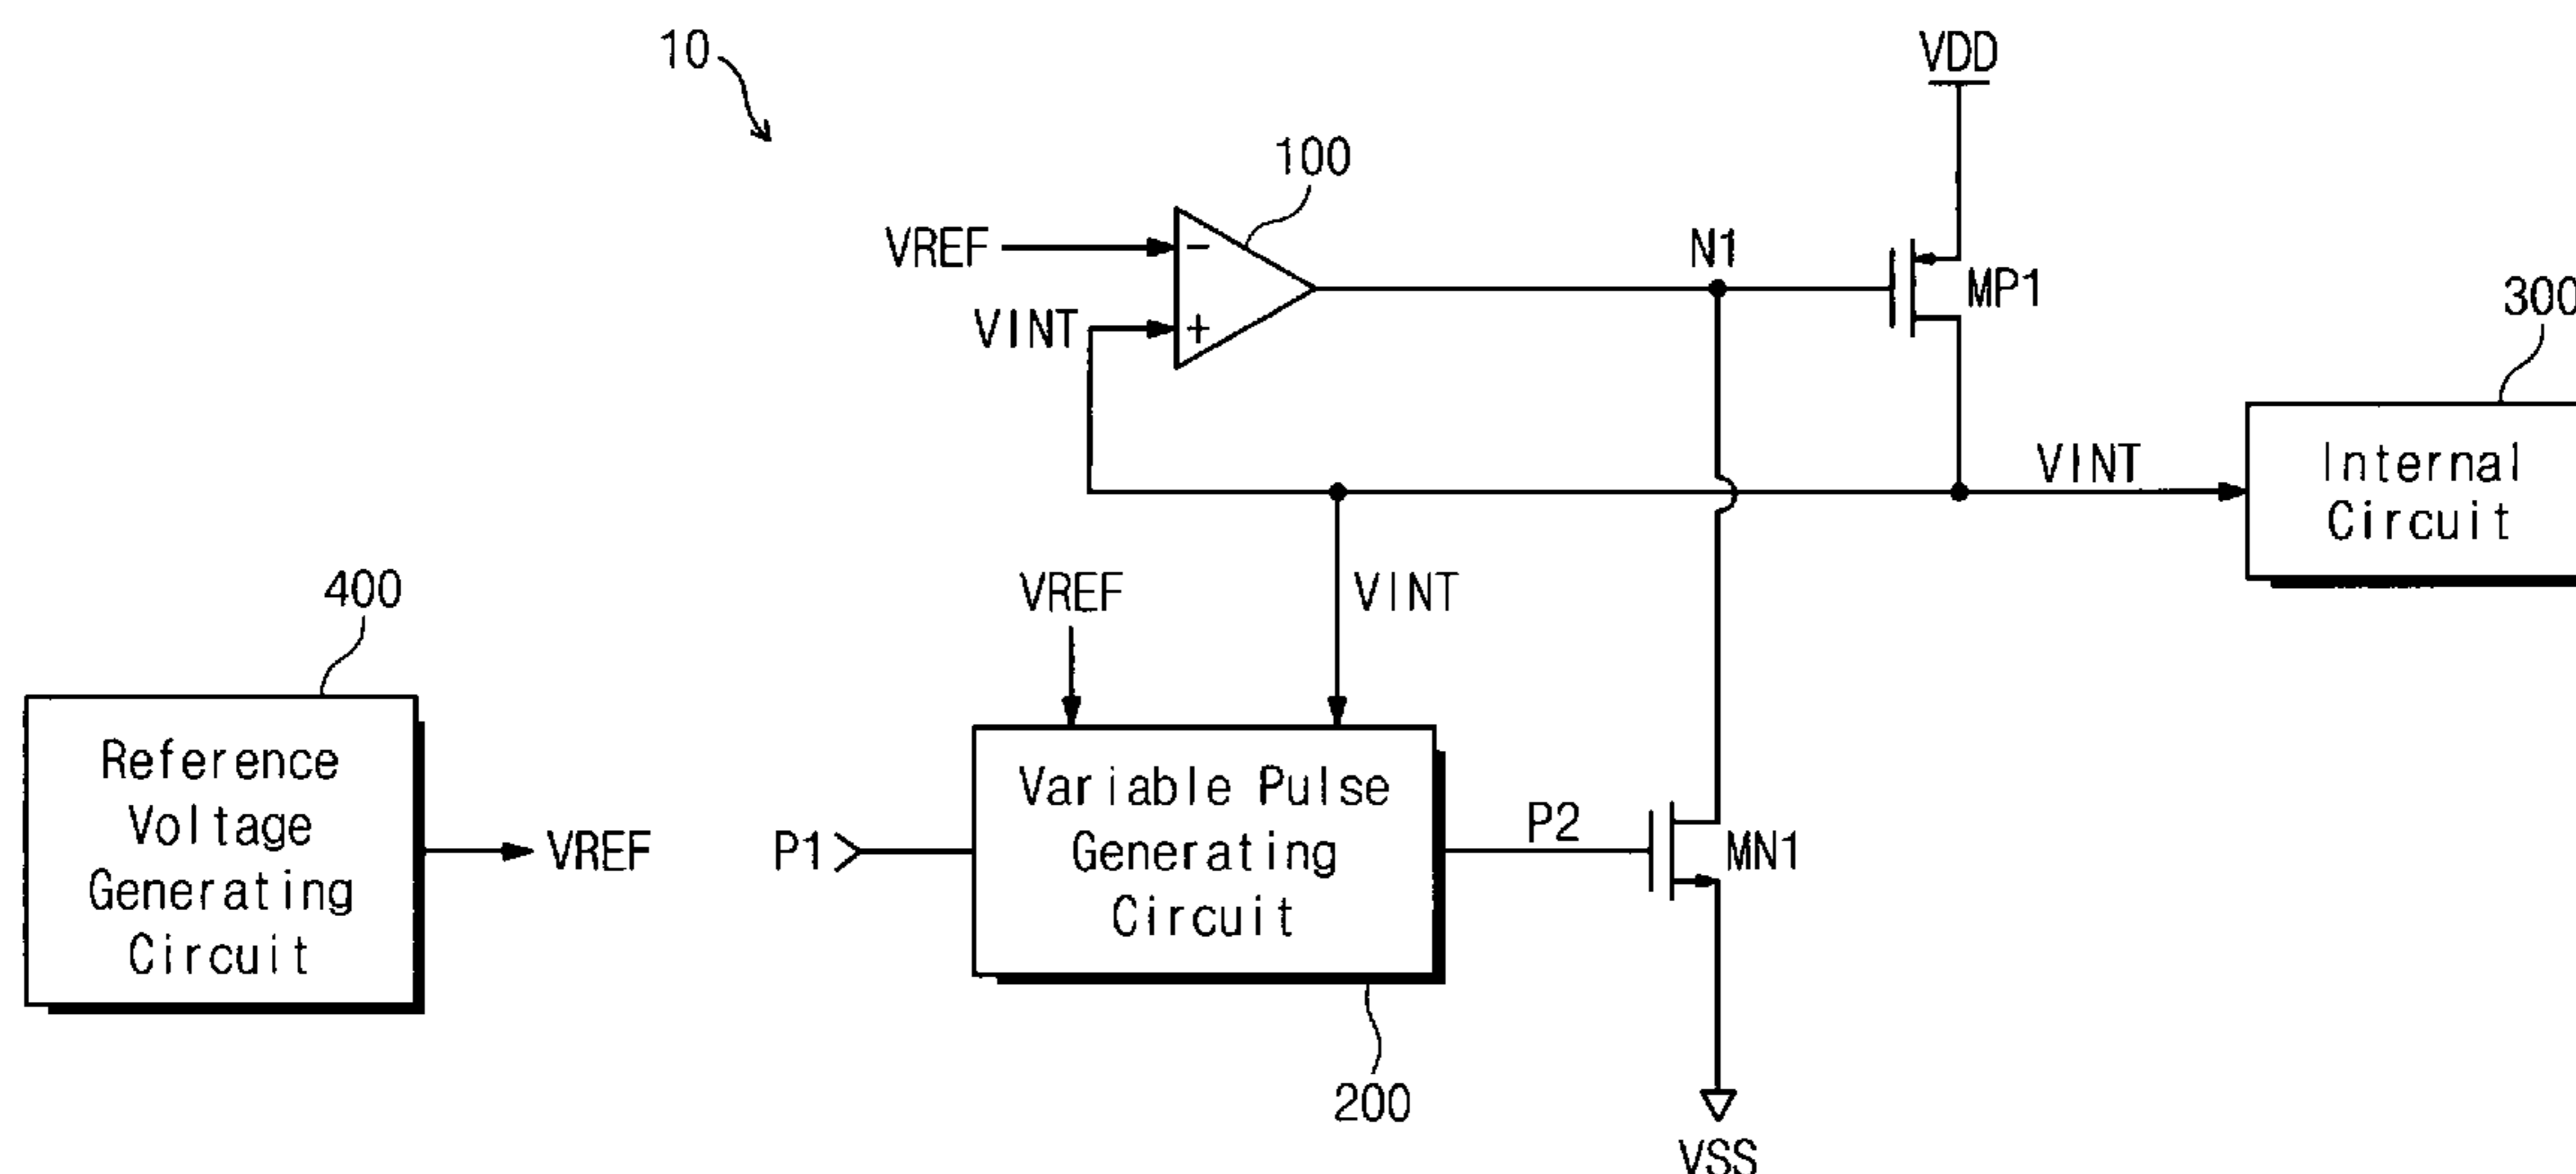 10
VDD
100
VREF
−
N1
MP1
VINT
+
300
VINT
Internal
Circuit
400
VREF
VINT
Reference
Voltage
Generating
Circuit
VREF
P1
Variable Pulse
Generating
Circuit
P2
MN1
200
VSS